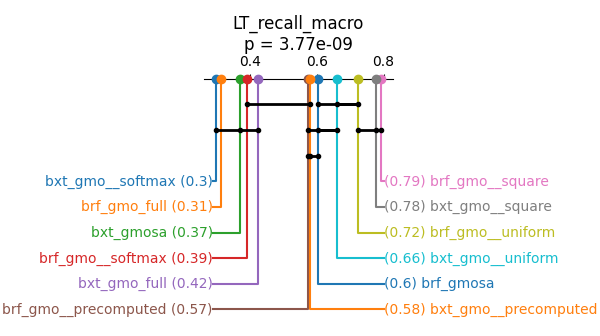 LT_recall_macro
p = 3.77e-09
0.4 0.6 0.8
bxt_gmo__softmax (0.3) (0.79) brf_gmo__square
brf_gmo_full (0.31) (0.78) bxt_gmo__square
bxt_gmosa (0.37) (0.72) brf_gmo__uniform
brf_gmo__softmax (0.39) (0.66) bxt_gmo__uniform
bxt_gmo_full (0.42) (0.6) brf_gmosa
brf_gmo__precomputed (0.57) (0.58) bxt_gmo__precomputed